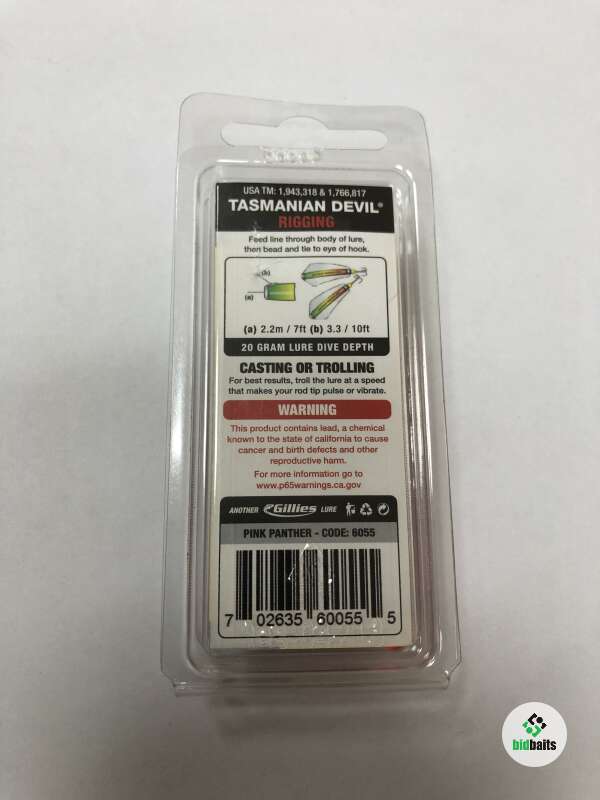 USA TM: 1,943,318 & 1,766,817
TASMANIAN DEVIL®
RIGGING
Feed line through body of lure,
then bead and tie to eye of hook.
(b)
(a)
(a) 2.2m / 7ft (b) 3.3 / 10ft
20 GRAM LURE DIVE DEPTH
CASTING OR TROLLING
For best results, troll the lure at a speed
that makes your rod tip pulse or vibrate.
WARNING
This product contains lead, a chemical
known to the state of california to cause
cancer and birth defects and other
reproductive harm.
For more information go to
www.p65warnings.ca.gov
ANOTHER Gillies LURE
PINK PANTHER - CODE: 6055
7 02635 60055 5
bidbaits